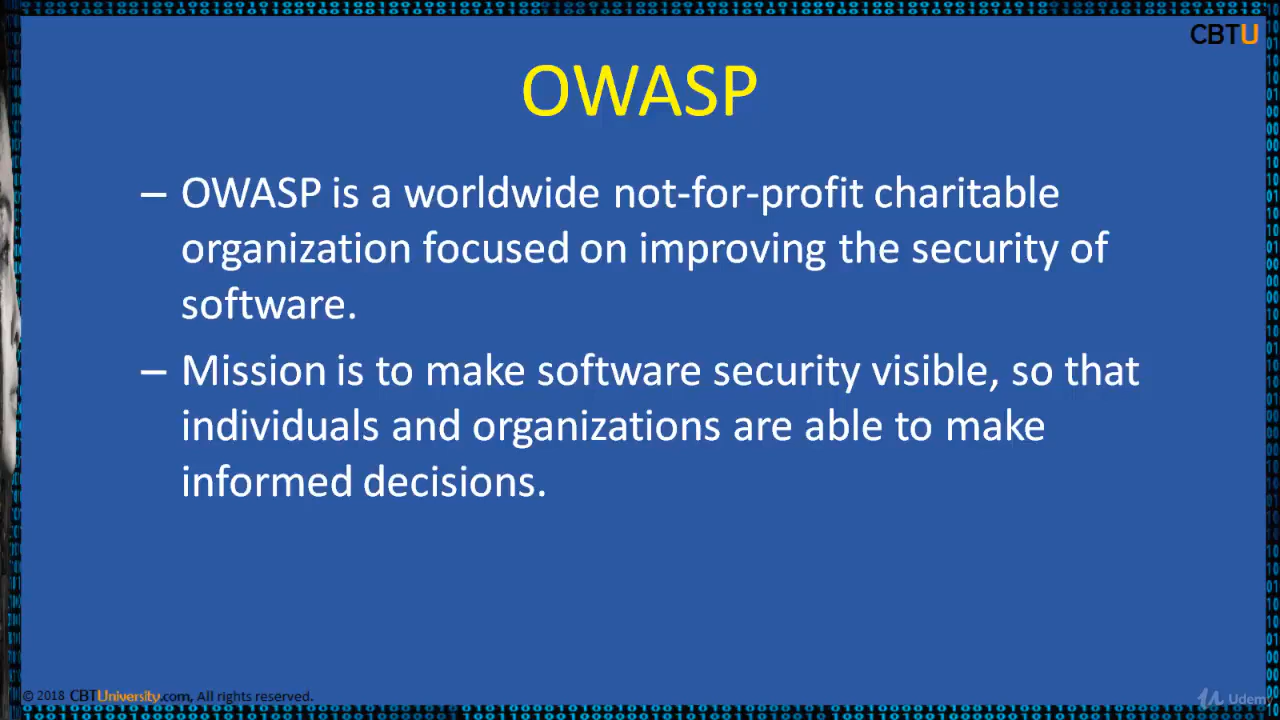 CBTU
OWASP
– OWASP is a worldwide not-for-profit charitable
organization focused on improving the security of
software.
– Mission is to make software security visible, so that
individuals and organizations are able to make
informed decisions.
© 2018 CBTUniversity.com, All rights reserved.
Udemy